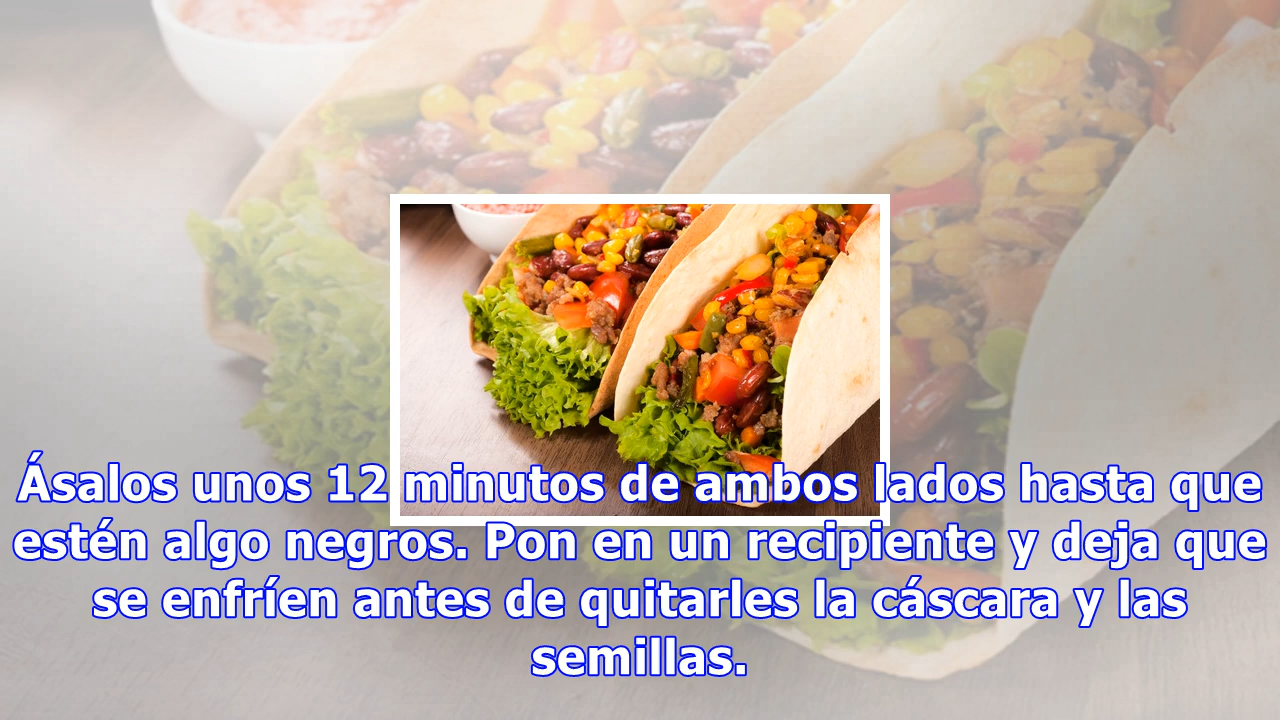 Ásalos unos 12 minutos de ambos lados hasta que
estén algo negros. Pon en un recipiente y deja que
se enfríen antes de quitarles la cáscara y las
semillas.